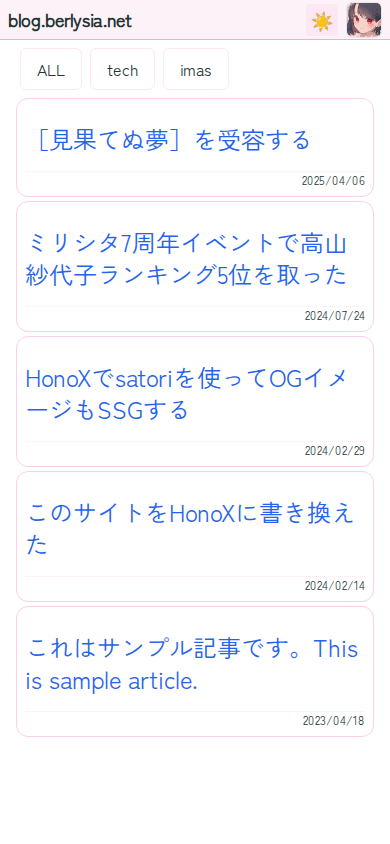 blog.berlysia.net
ALL
tech
imas
［見果てぬ夢］を受容する
2025/04/06
ミリシタ7周年イベントで高山
紗代子ランキング5位を取った
2024/07/24
HonoXでsatoriを使ってOGイメ
ージもSSGする
2024/02/29
このサイトをHonoXに書き換え
た
2024/02/14
これはサンプル記事です。This
is sample article.
2023/04/18